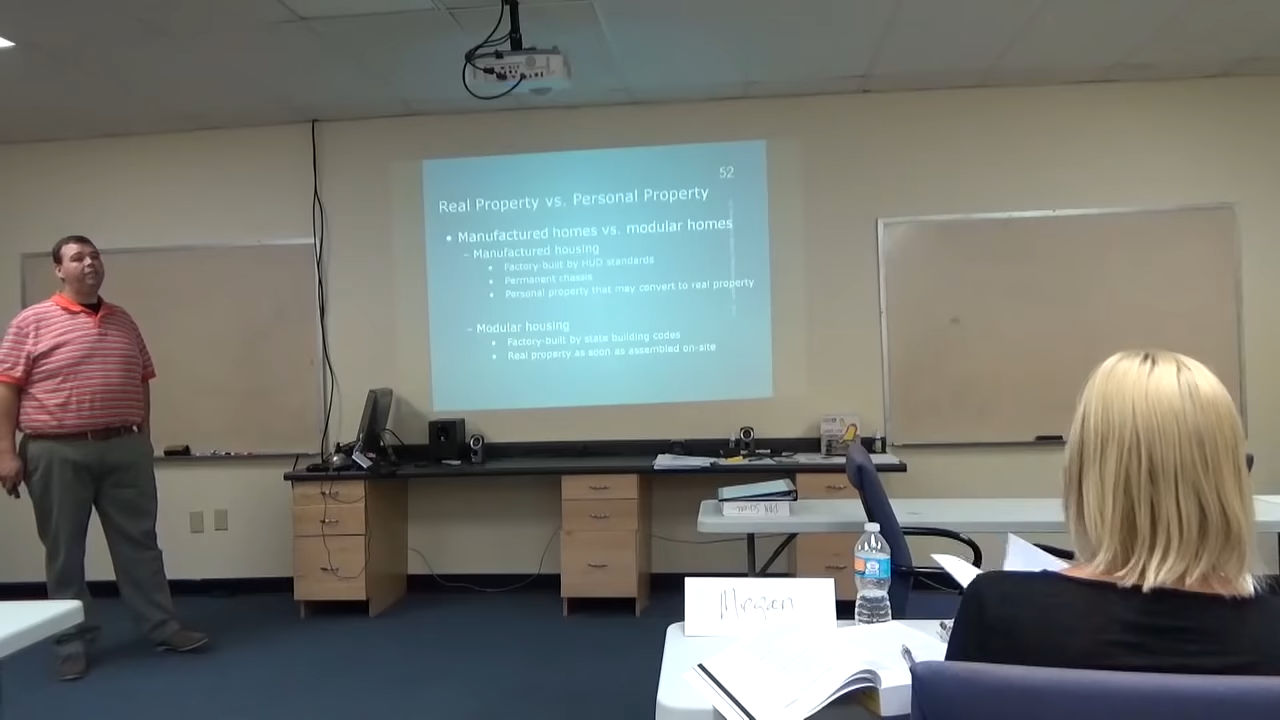 52
Real Property vs. Personal Property
• Manufactured homes vs. modular homes
– Manufactured housing
• Factory-built by HUD standards
• Permanent chassis
• Personal property that may convert to real property
– Modular housing
• Factory-built by state building codes
• Real property as soon as assembled on-site